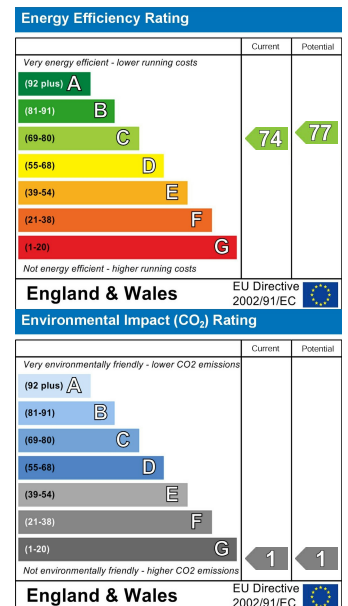 Energy Efficiency Rating
Current Potential
Very energy efficient - lower running costs
(92 plus) A
(81-91) B
(69-80) C
74 77
(55-68) D
(39-54) E
(21-38) F
(1-20) G
Not energy efficient - higher running costs
England & Wales
EU Directive
2002/91/EC
Environmental Impact (CO₂) Rating
Current Potential
Very environmentally friendly - lower CO2 emissions
(92 plus) A
(81-91) B
(69-80) C
(55-68) D
(39-54) E
(21-38) F
(1-20) G
1 1
Not environmentally friendly - higher CO2 emissions
England & Wales
EU Directive
2002/91/EC